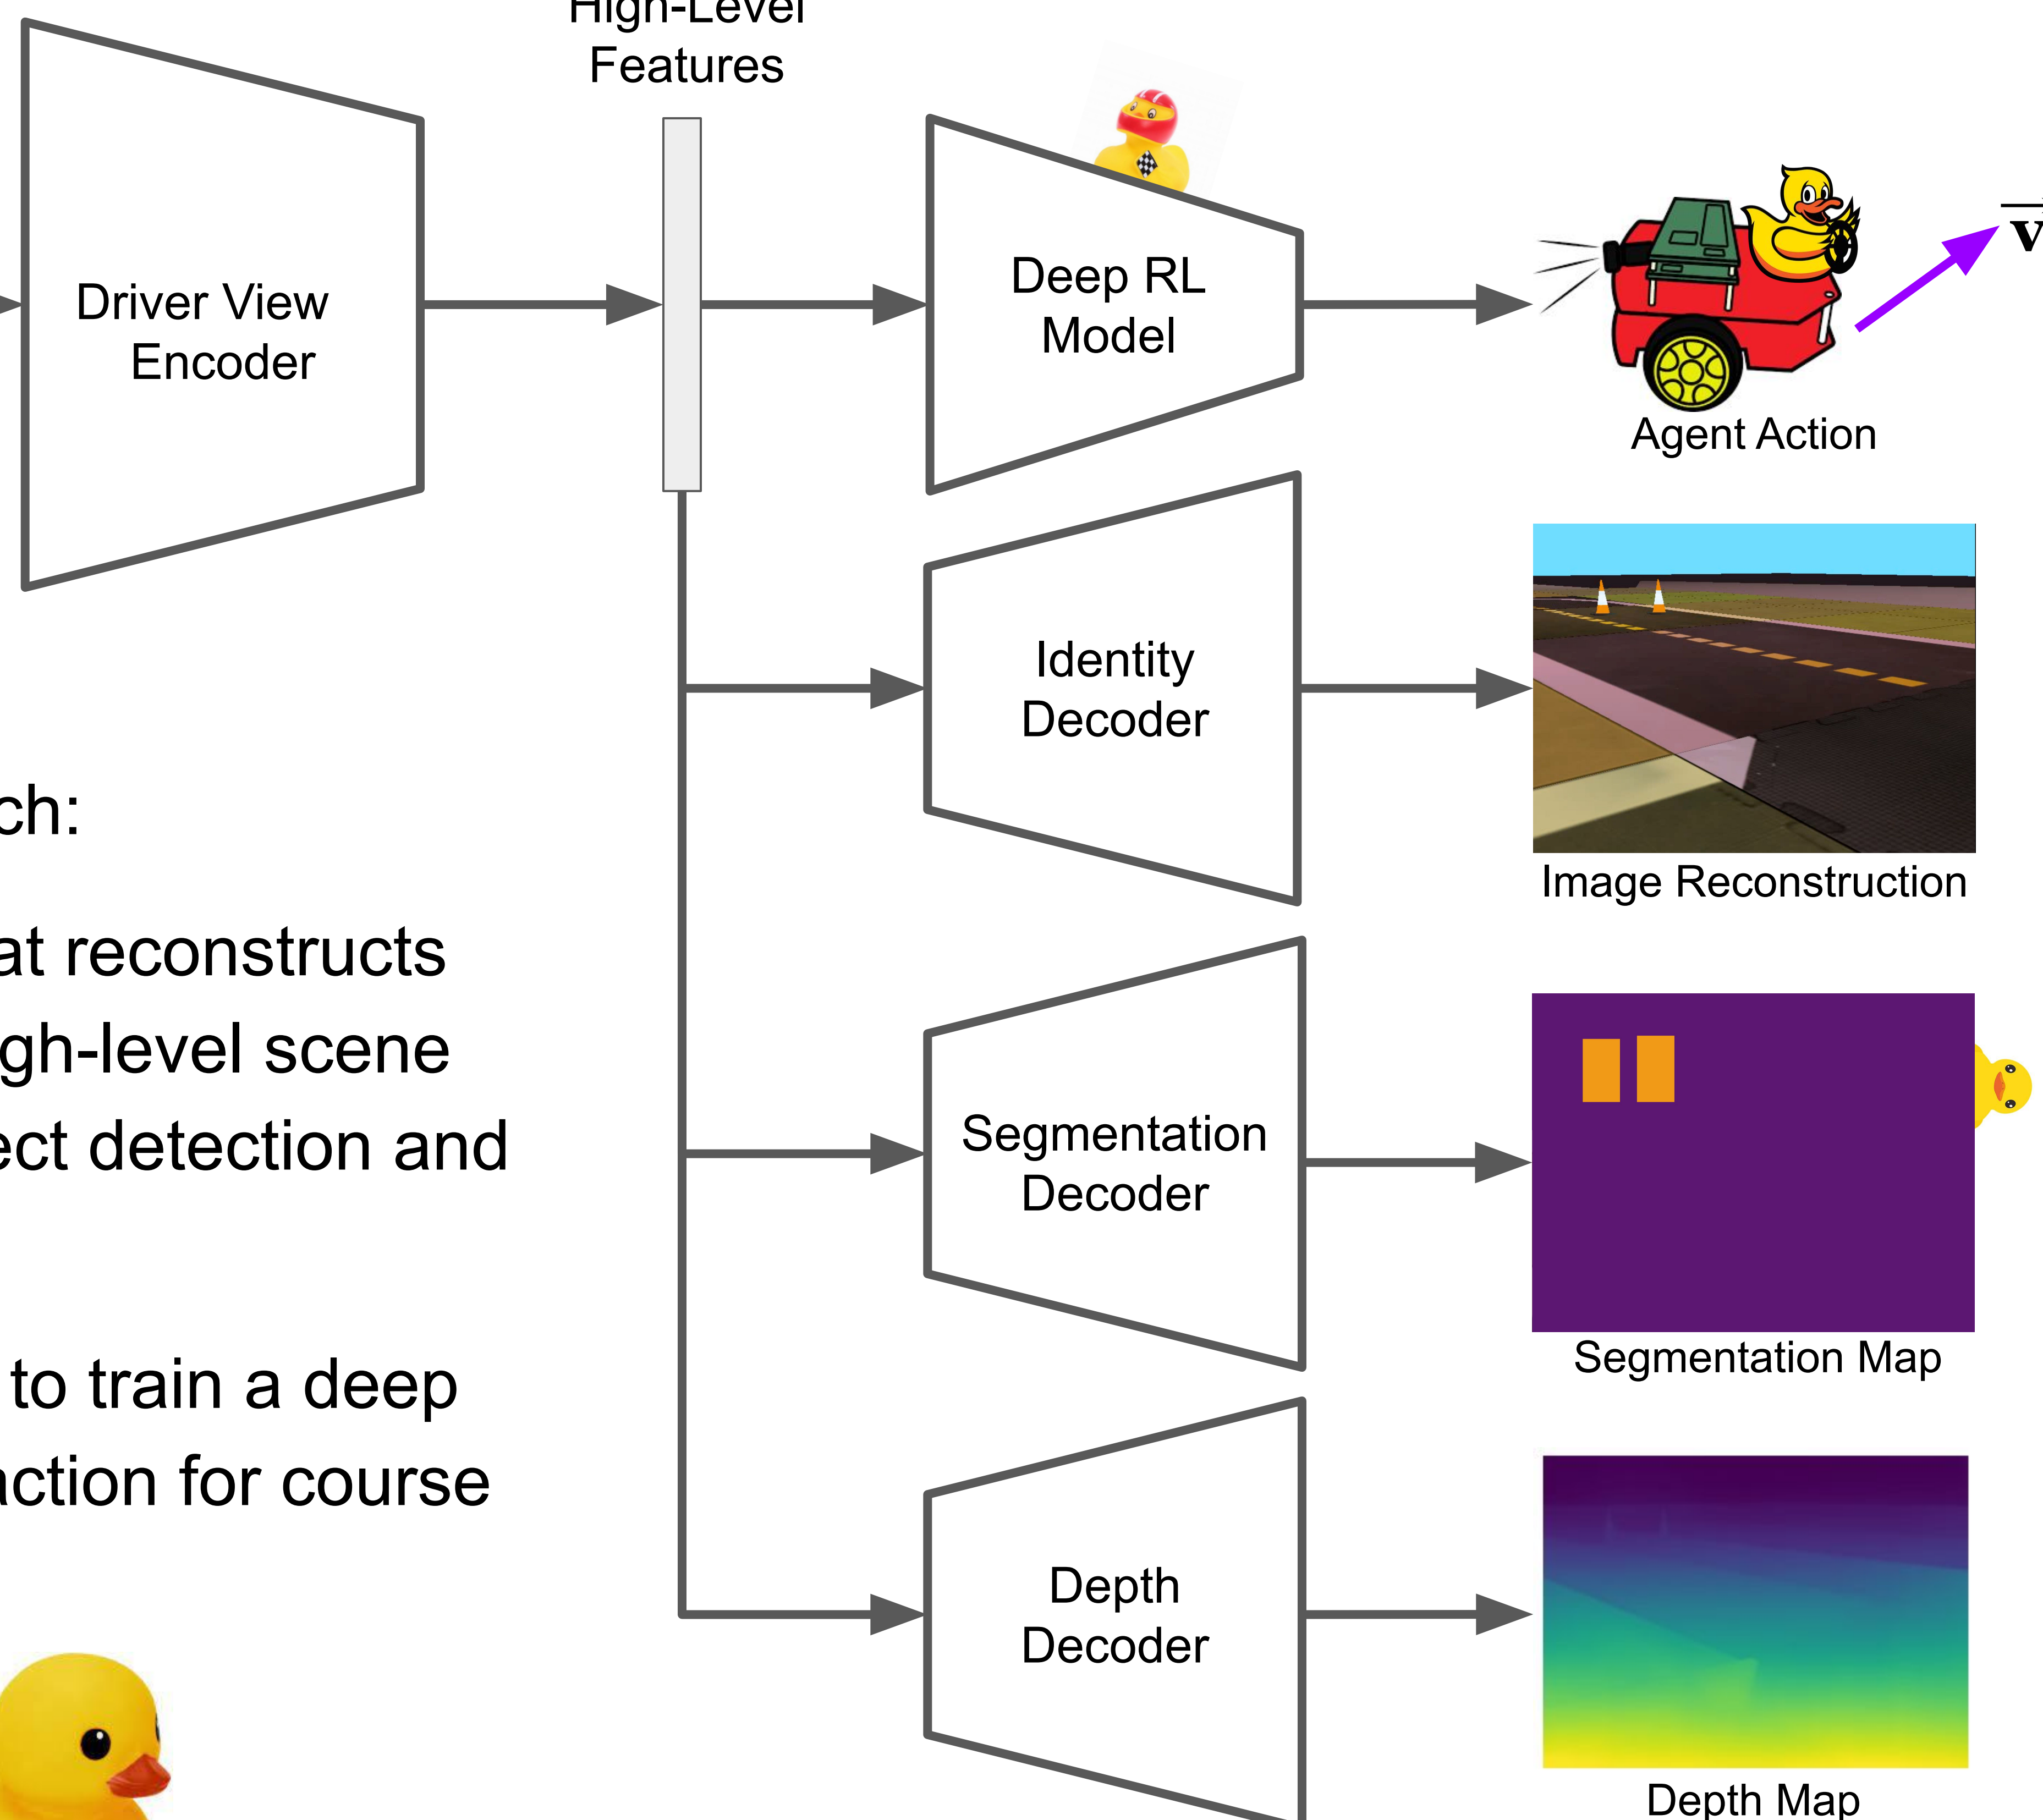 High-Level
Features
Driver View
Encoder
Deep RL
Model
Agent Action
v
Identity
Decoder
Image Reconstruction
ch:
at reconstructs
gh-level scene
ect detection and
to train a deep
action for course
Segmentation
Decoder
Segmentation Map
Depth
Decoder
Depth Map